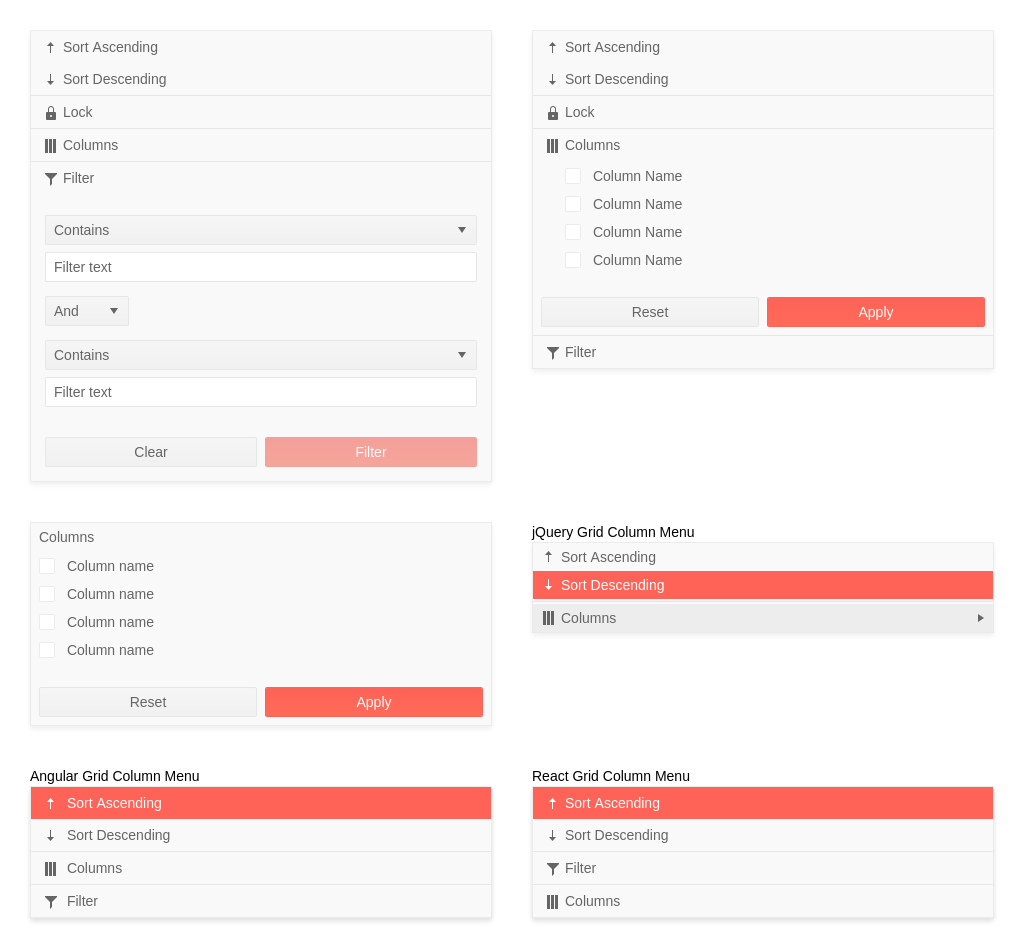 Sort Ascending
Sort Descending
Lock
Columns
Filter
Contains
Filter text
And
Contains
Filter text
Clear Filter
Sort Ascending
Sort Descending
Lock
Columns
Column Name
Column Name
Column Name
Column Name
Reset Apply
Filter
Columns
Column name
Column name
Column name
Column name
Reset Apply
jQuery Grid Column Menu
Sort Ascending
Sort Descending
Columns
Angular Grid Column Menu
Sort Ascending
Sort Descending
Columns
Filter
React Grid Column Menu
Sort Ascending
Sort Descending
Filter
Columns